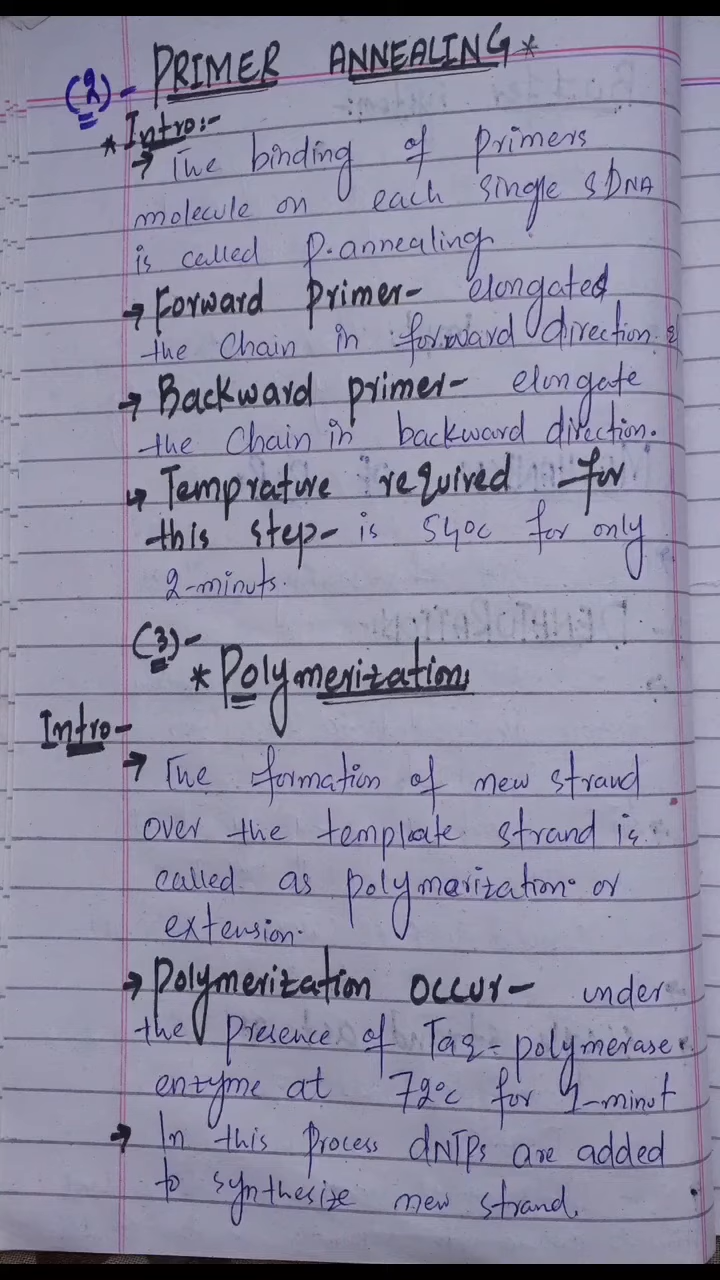 (2)- PRIMER ANNEALING*
* Intro:-
→ The binding of primers
molecule on each single sDNA
is called p.annealing
→ Forward primer- elongated
the chain in forward direction &
→ Backward primer- elongate
the chain in backward direction.
→ Temprature required for
this step- is 54oc for only
2-minuts.
(3)-
* Polymerization
Intro-
→ The formation of new strand
over the template strand is
called as polymerization or
extension.
→ Polymerization occur- under
the presence of Taq-polymerase
enzyme at 72oc for 1-minut
→ In this process dNTPs are added
to synthesize new strand.